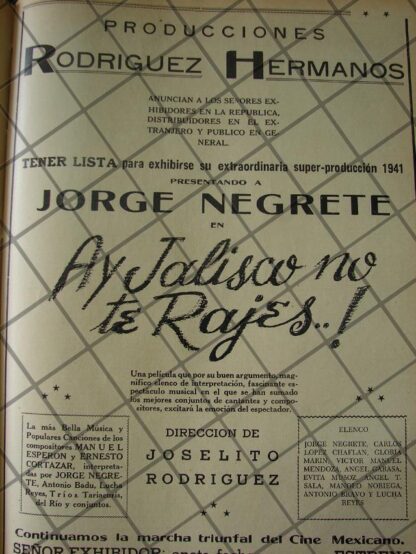 PRODUCCIONES
RODRIGUEZ HERMANOS
ANUNCIAN A LOS SEÑORES EX-
HIBIDORES EN LA REPUBLICA,
DISTRIBUIDORES EN EL EX-
TRANJERO Y PUBLICO EN GE-
NERAL.
TENER LISTA para exhibirse su extraordinaria super-producción 1941
PRESENTANDO A
JORGE NEGRETE
EN
Ay Jalisco no
te Rajes..!
Una película que por su buen argumento, mag-
nífico elenco de interpretación, fascinante es-
pectáculo musical en el que se han sumado
los mejores conjuntos de cantantes y com-
positores, excitará la emoción del espectador.
La más Bella Música y
Populares Canciones de los
compositores MANUEL
ESPERON y ERNESTO
CORTAZAR, interpreta-
das por JORGE NEGRE-
TE, Antonio Badú, Lucha
Reyes, Tríos Tariacuris,
del Río y conjuntos.
DIRECCION DE
JOSELITO
RODRIGUEZ
ELENCO
JORGE NEGRETE, CARLOS
LOPEZ CHAFLAN, GLORIA
MARIN, VICTOR MANUEL
MENDOZA, ANGEL GARASA,
EVITA MUÑOZ, ANGEL T.
SALA, MANOLO NORIEGA,
ANTONIO BRAVO Y LUCHA
REYES
Continuamos la marcha triunfal del Cine Mexicano.
SEÑOR EXHIBIDOR: